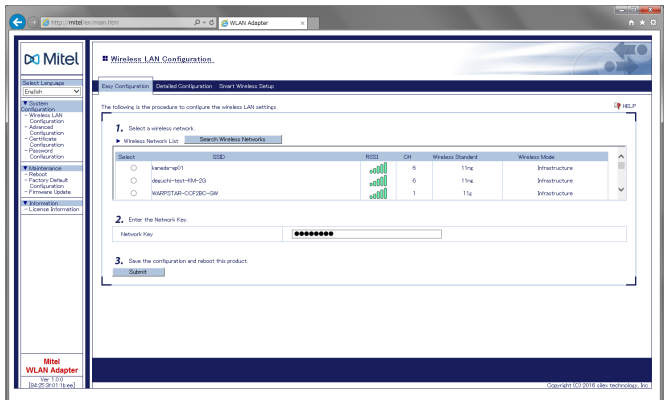 http://mitel/en/main.htm
WLAN Adapter
Mitel
Wireless LAN Configuration
Select Language
English
Easy Configuration Detailed Configuration Smart Wireless Setup
▼ System
Configuration
- Wireless LAN
Configuration
- Advanced
Configuration
- Certificate
Configuration
- Password
Configuration
▼ Maintenance
- Reboot
- Factory Default
Configuration
- Firmware Update
▼ Information
- License Information
The following is the procedure to configure the wireless LAN settings.
HELP
1. Select a wireless network.
► Wireless Network List Search Wireless Networks
Select SSID RSSI CH Wireless Standard Wireless Mode
kaneda-ap01 6 11ng Infrastructure
deguchi-test-KM-2G 6 11ng Infrastructure
WARPSTAR-CCF2BC-GW 1 11g Infrastructure
2. Enter the Network Key.
Network Key ●●●●●●●●
3. Save the configuration and reboot this product.
Submit
Mitel
WLAN Adapter
Ver 1.0.0
[84:25:3f:01:1b:ee]
Copyright (C) 2016 silex technology, Inc